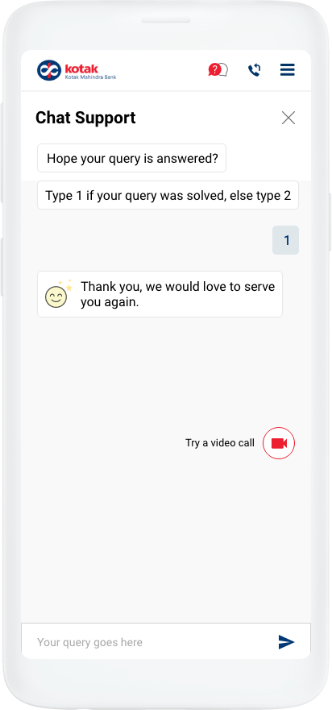 kotak
Kotak Mahindra Bank
?
Chat Support
Hope your query is answered?
Type 1 if your query was solved, else type 2
1
Thank you, we would love to serve
you again.
Try a video call
Your query goes here